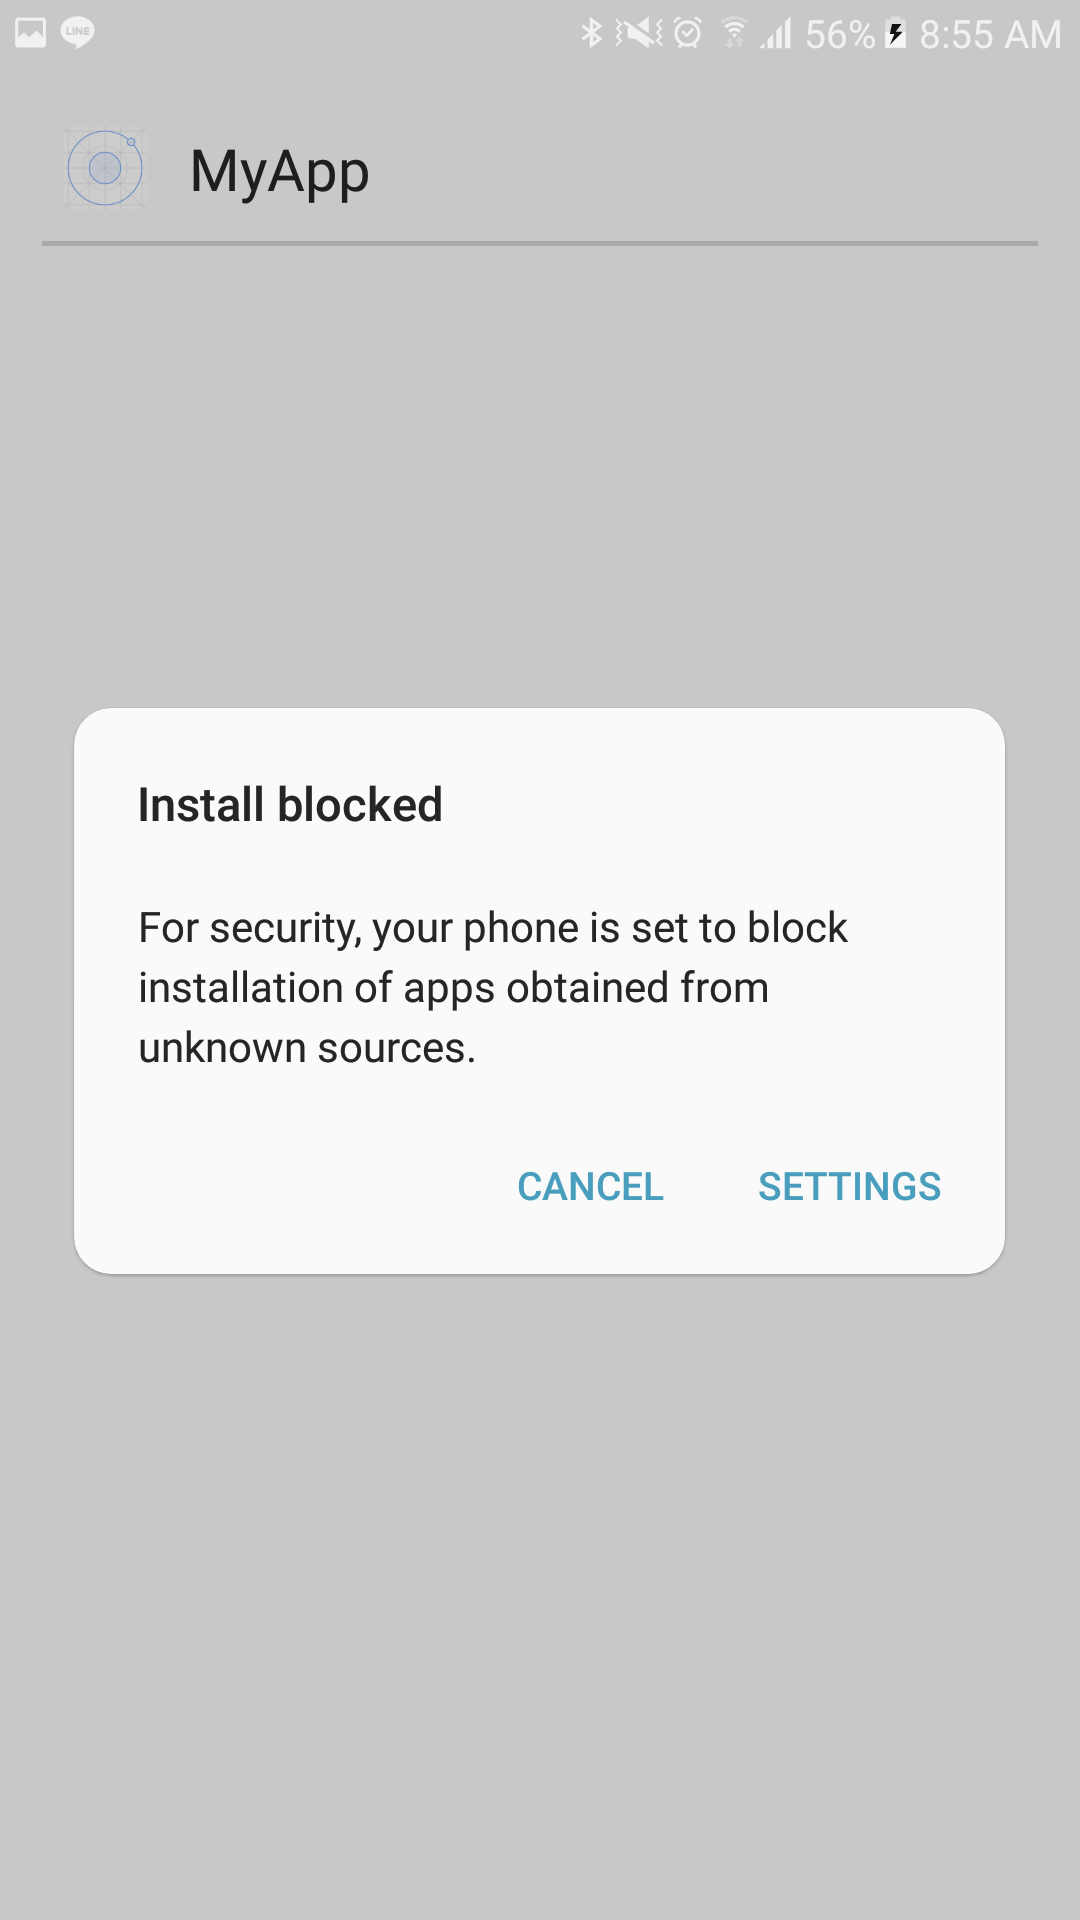 LINE 56% 8:55 AM
MyApp
Install blocked
For security, your phone is set to block
installation of apps obtained from
unknown sources.
CANCEL SETTINGS